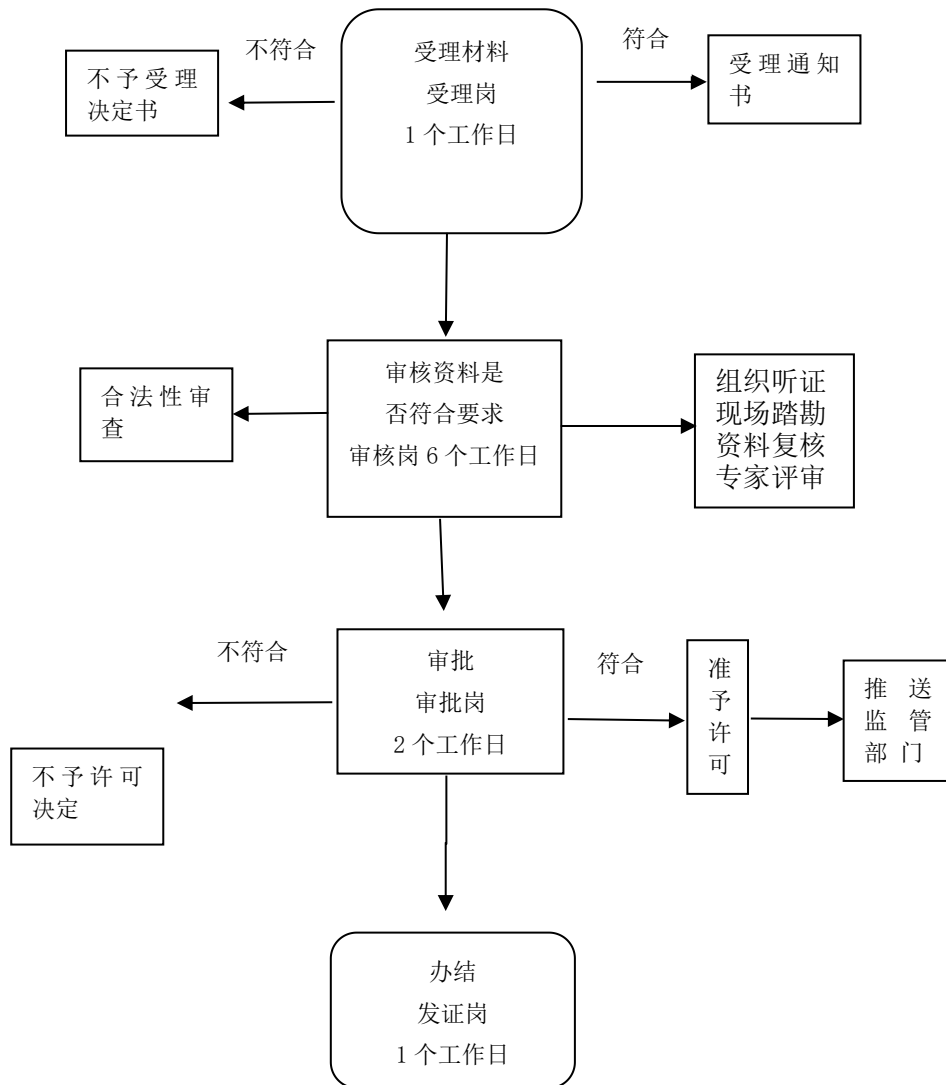 不符合
受理材料
受理岗
1 个工作日
符合
不予受理
决定书
受理通知
书
合法性审
查
审核资料是
否符合要求
审核岗 6 个工作日
组织听证
现场踏勘
资料复核
专家评审
不符合
审批
审批岗
2 个工作日
符合
准
予
许
可
推送
监管
部门
不予许可
决定
办结
发证岗
1 个工作日